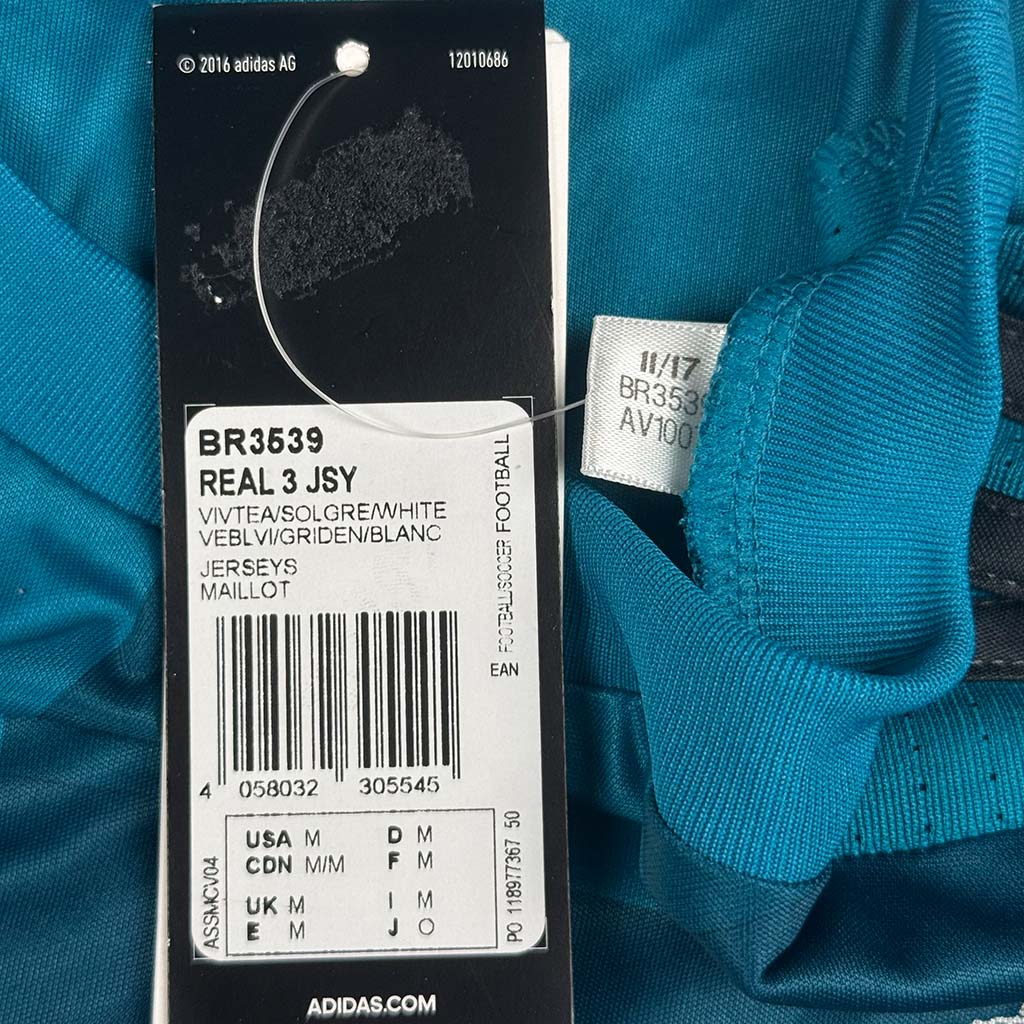 © 2016 adidas AG
12010686
BR3539
REAL 3 JSY
VIVTEA/SOLGRE/WHITE
VEBLVI/GRIDEN/BLANC
JERSEYS
MAILLOT
FOOTBALL/SOCCER FOOTBALL
EAN
4 058032 305545
USA M D M
CDN M/M F M
UK M I M
E M J O
ASSMCV04
PO 118977367 50
ADIDAS.COM
11/17
BR353
AV100